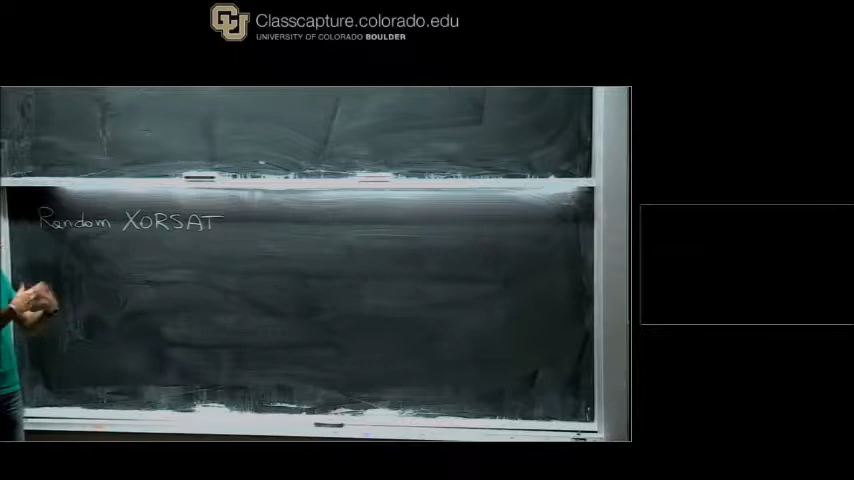 Classcapture.colorado.edu
UNIVERSITY OF COLORADO BOULDER
Random XORSAT